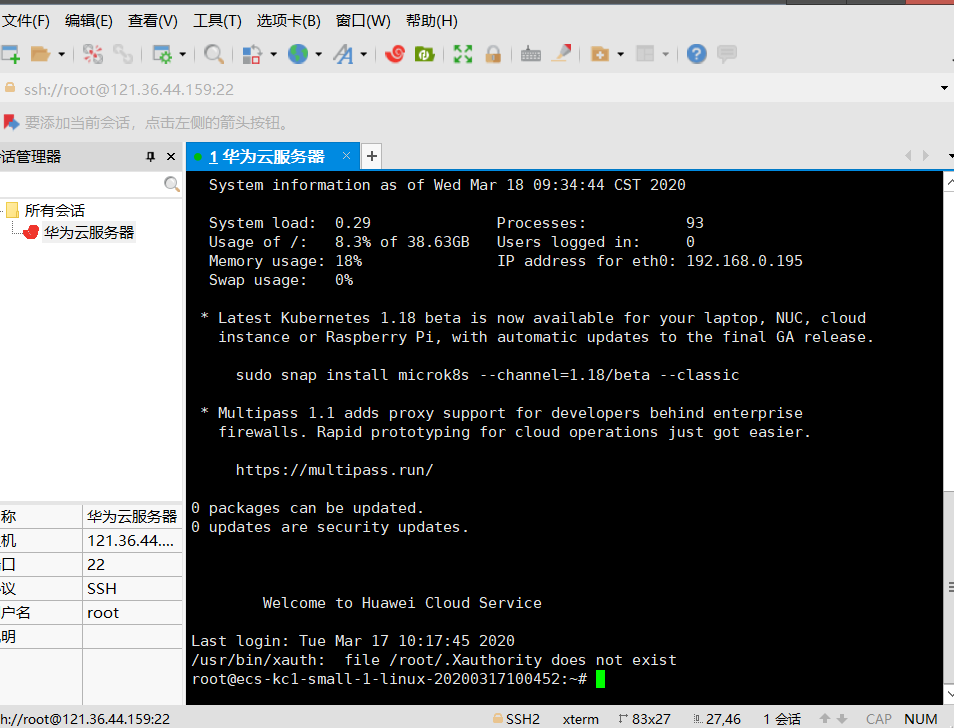 文件(F) 编辑(E) 查看(V) 工具(T) 选项卡(B) 窗口(W) 帮助(H)
ssh://root@121.36.44.159:22
要添加当前会话，点击左侧的箭头按钮。
话管理器
1 华为云服务器
所有会话
华为云服务器
System information as of Wed Mar 18 09:34:44 CST 2020
System load: 0.29 Processes: 93
Usage of /: 8.3% of 38.63GB Users logged in: 0
Memory usage: 18% IP address for eth0: 192.168.0.195
Swap usage: 0%
* Latest Kubernetes 1.18 beta is now available for your laptop, NUC, cloud
instance or Raspberry Pi, with automatic updates to the final GA release.
sudo snap install microk8s --channel=1.18/beta --classic
* Multipass 1.1 adds proxy support for developers behind enterprise
firewalls. Rapid prototyping for cloud operations just got easier.
https://multipass.run/
0 packages can be updated.
0 updates are security updates.
Welcome to Huawei Cloud Service
Last login: Tue Mar 17 10:17:45 2020
/usr/bin/xauth: file /root/.Xauthority does not exist
root@ecs-kc1-small-1-linux-20200317100452:~#
称 华为云服务器
机 121.36.44....
口 22
议 SSH
户名 root
明
h://root@121.36.44.159:22 SSH2 xterm 83x27 27,46 1 会话 CAP NUM